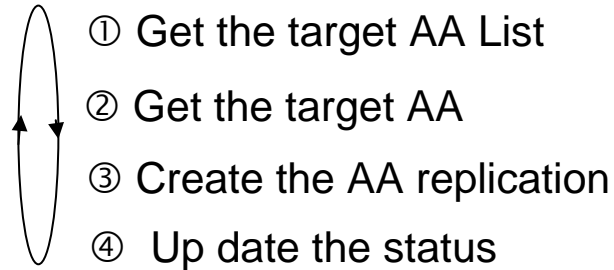 ① Get the target AA List
② Get the target AA
③ Create the AA replication
④ Up date the status